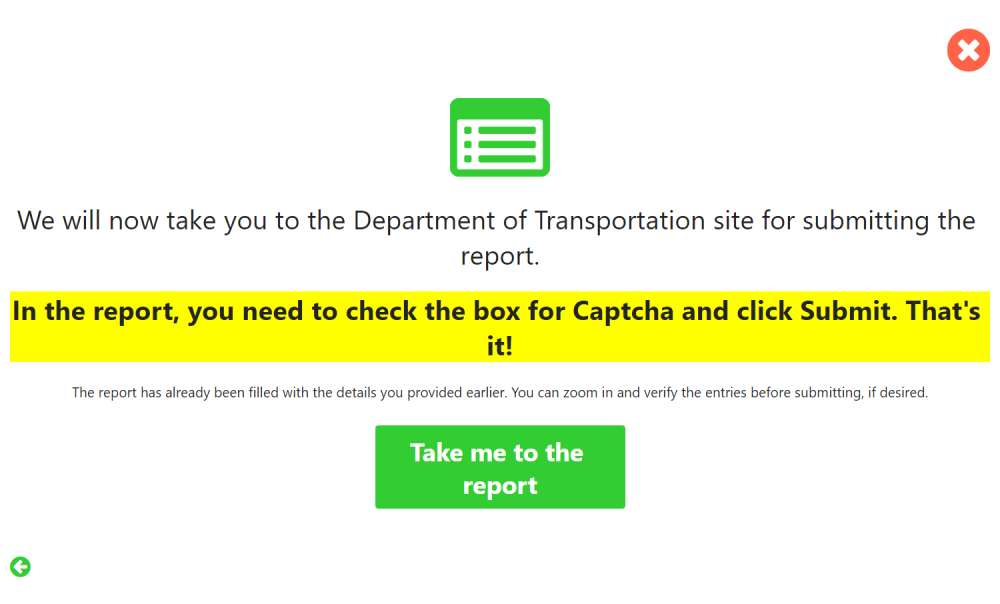 We will now take you to the Department of Transportation site for submitting the
report.
In the report, you need to check the box for Captcha and click Submit. That's
it!
The report has already been filled with the details you provided earlier. You can zoom in and verify the entries before submitting, if desired.
Take me to the
report